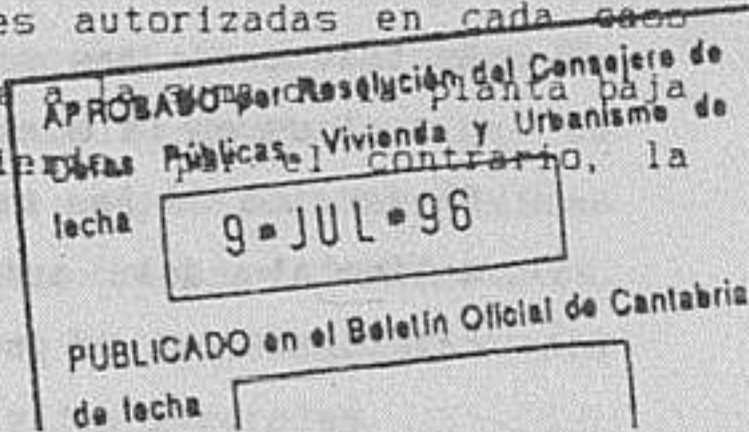 es autorizadas en cada caso
APROBADO por Resolución del Consejero de
planta baja
Obras Públicas, Vivienda y Urbanismo de
el contrario, la
fecha 9-JUL-96
PUBLICADO en el Boletín Oficial de Cantabria
de fecha